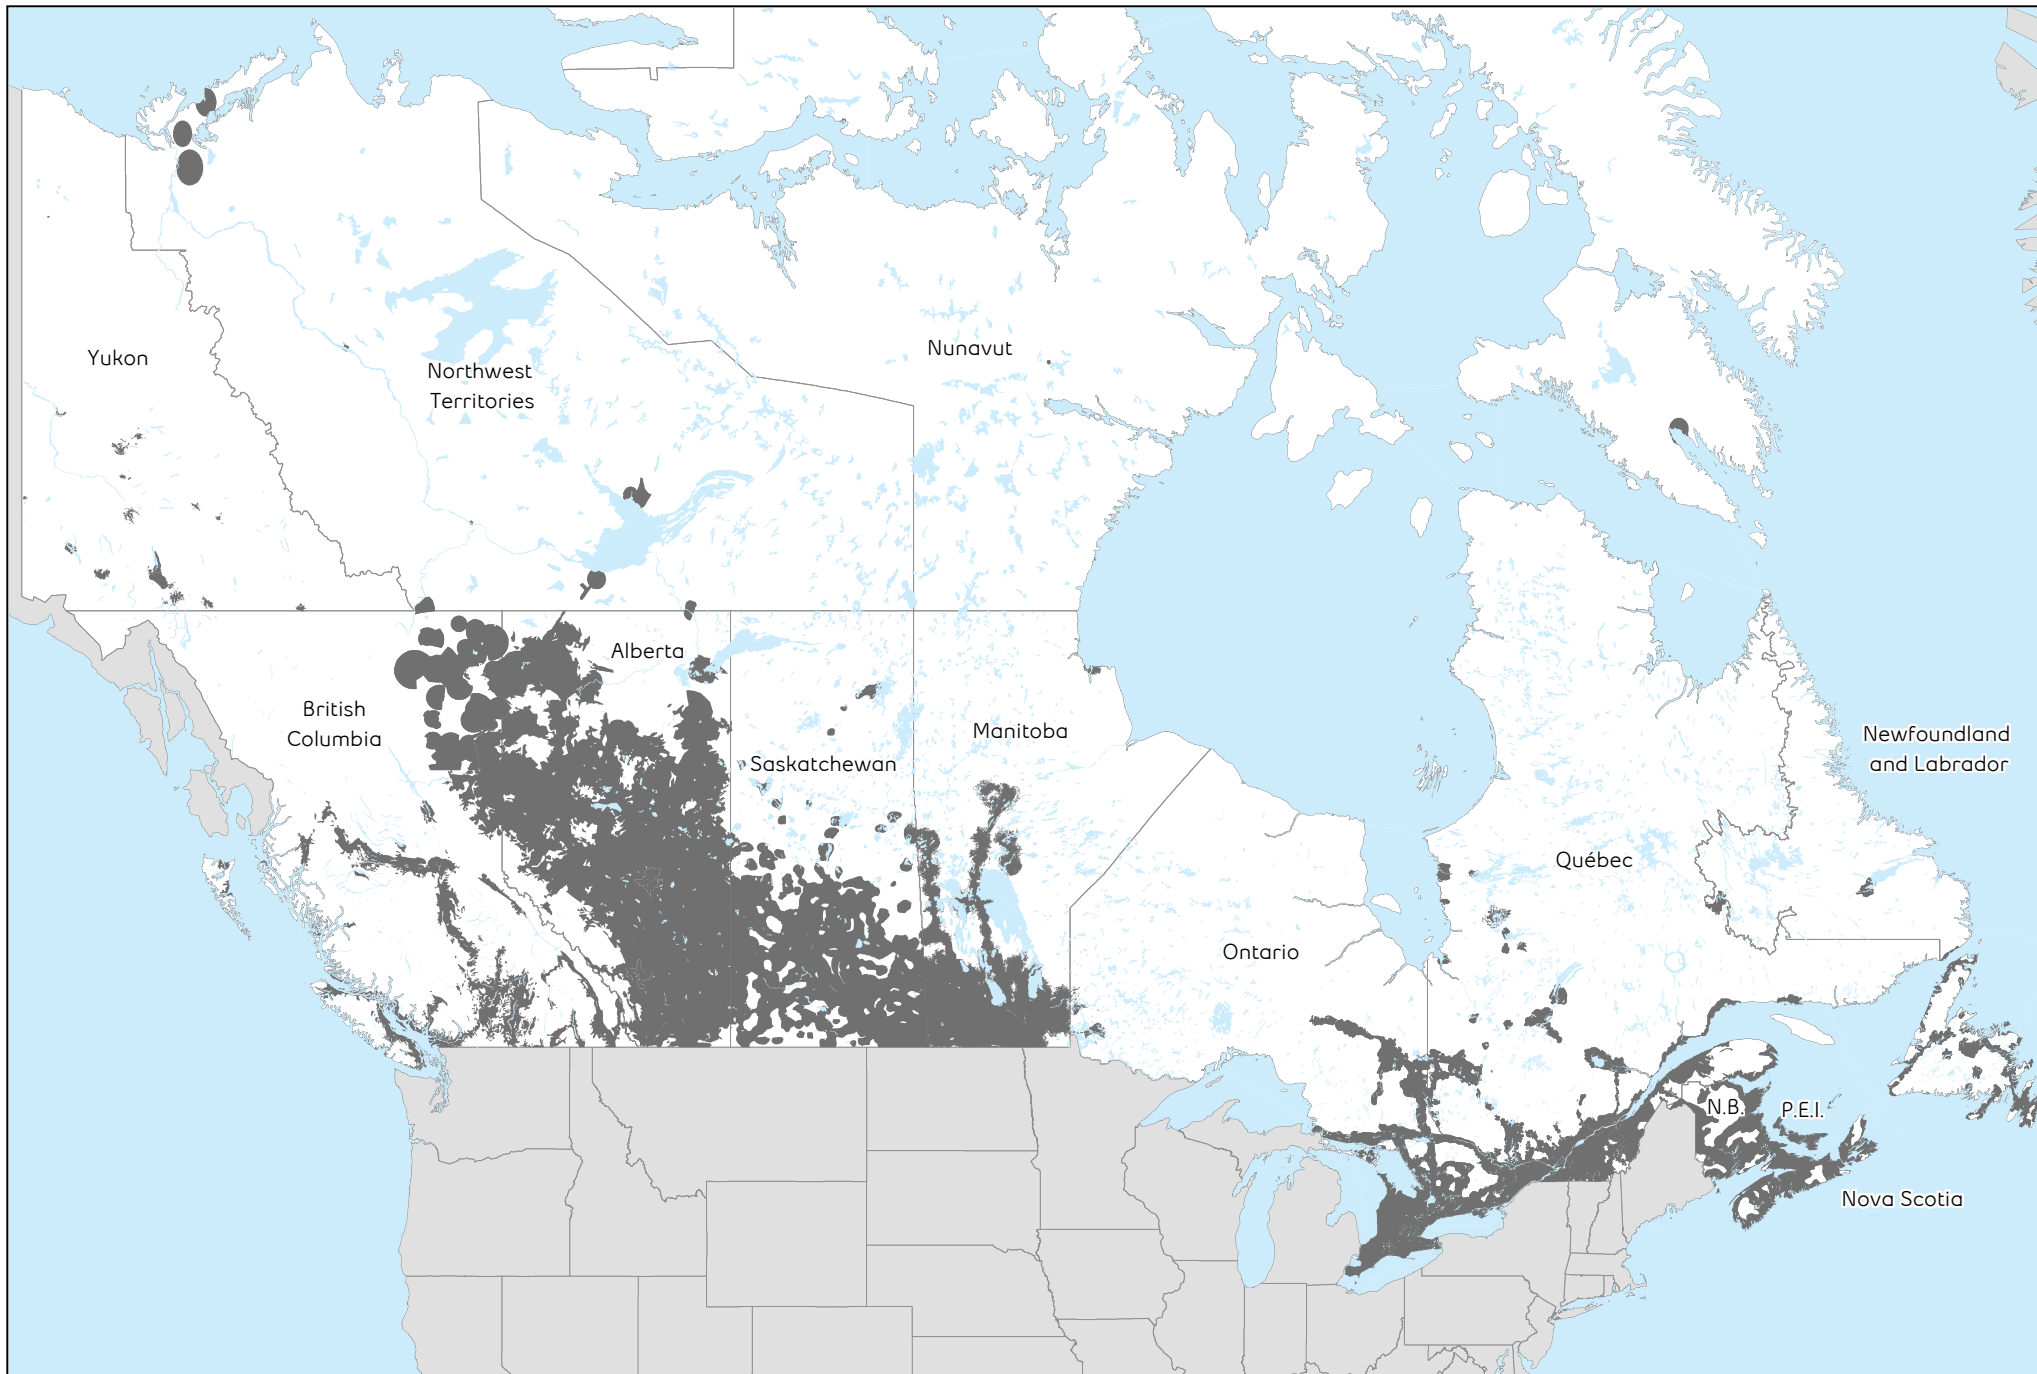 Yukon
Northwest
Territories
Nunavut
British
Columbia
Alberta
Saskatchewan
Manitoba
Ontario
Québec
Newfoundland
and Labrador
N.B.
P.E.I.
Nova Scotia